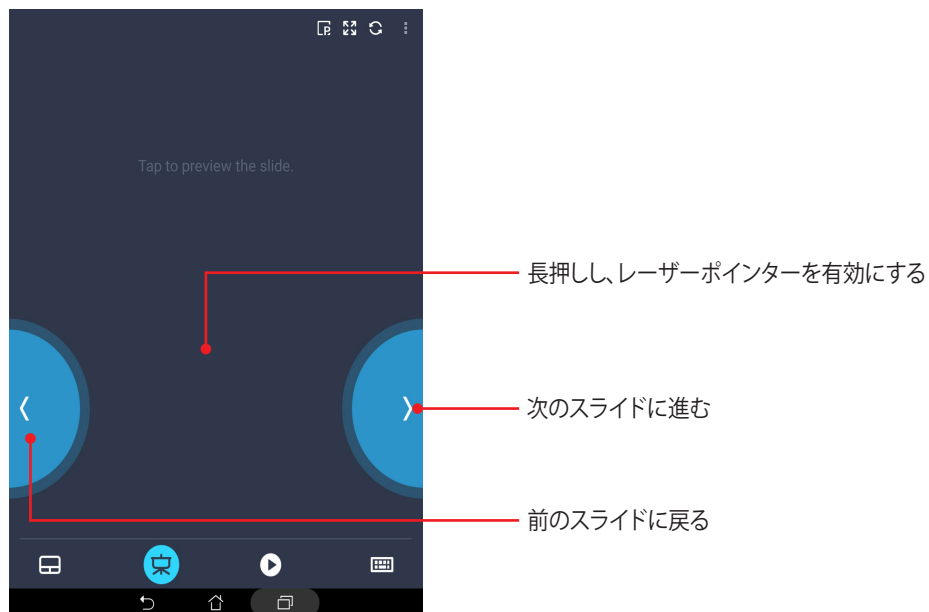 Tap to preview the slide.
長押しし、レーザーポインターを有効にする
次のスライドに進む
前のスライドに戻る